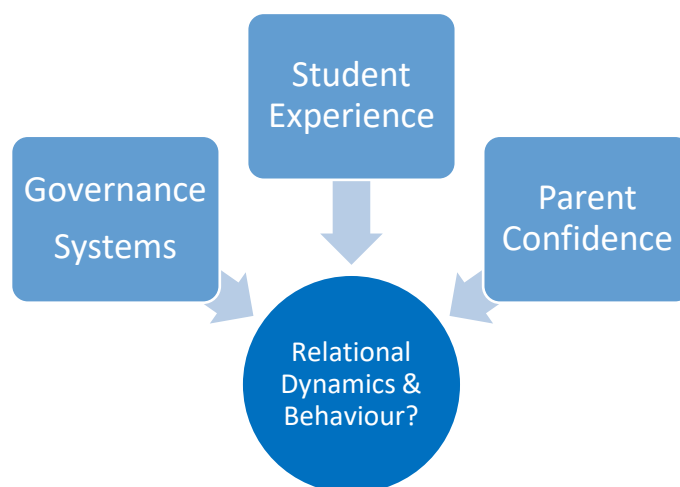 Student
Experience
Governance
Systems
Parent
Confidence
Relational
Dynamics &
Behaviour?